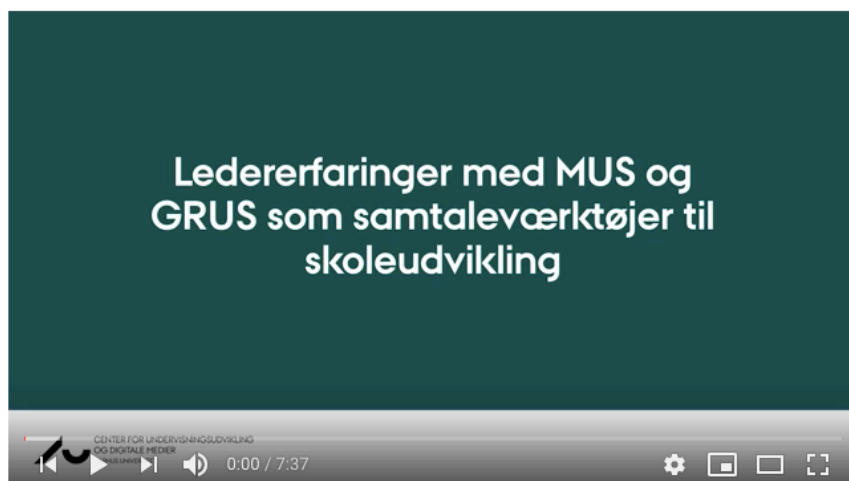 Ledererfaringer med MUS og
GRUS som samtaleværktøjer til
skoleudvikling
CENTER FOR UNDERVISNINGSUDVIKLING
OG DIGITALE MEDIER
0:00 / 7:37